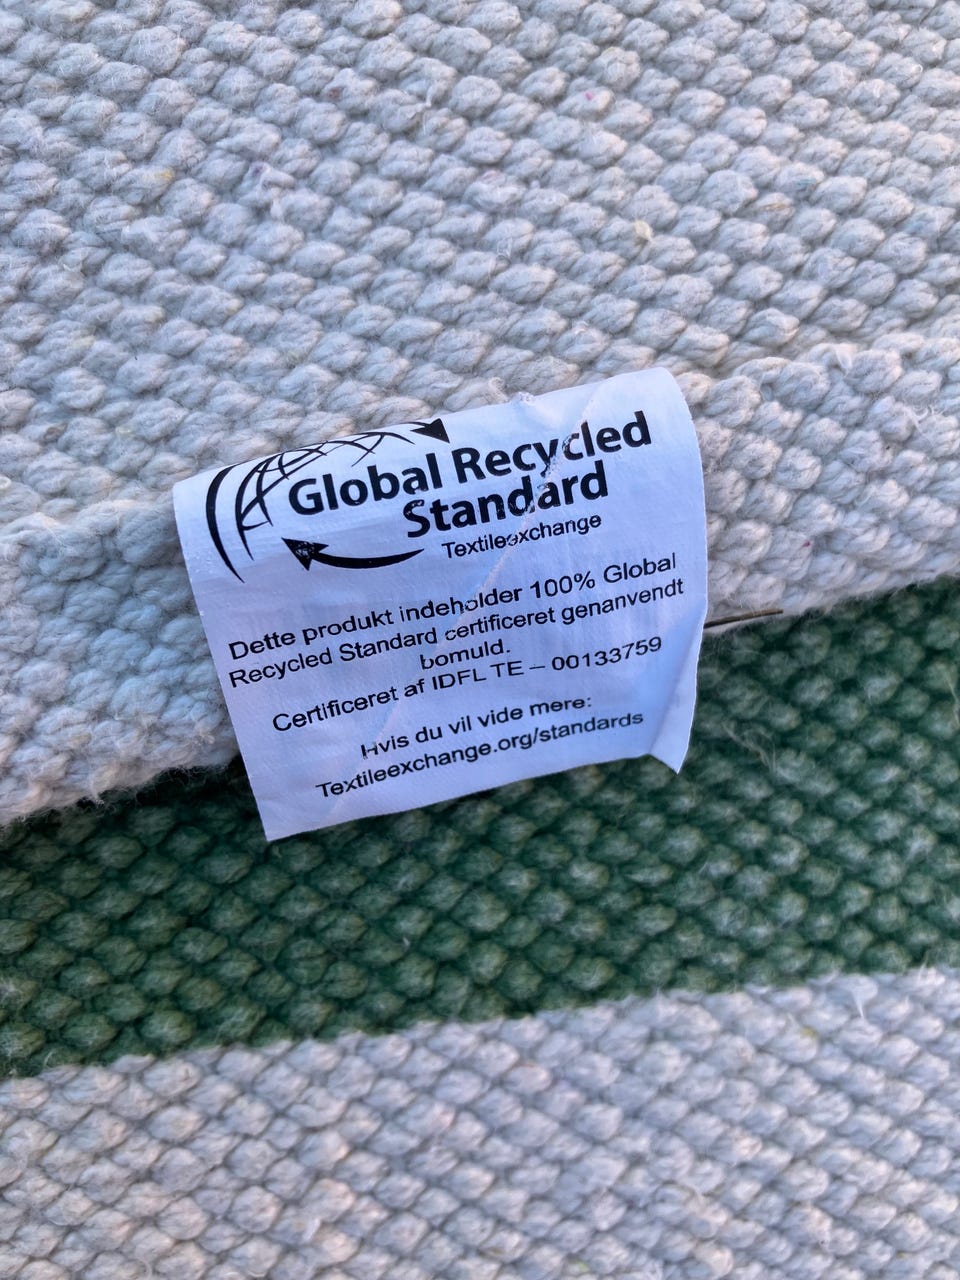 Global Recycled
Standard
Textileexchange
Dette produkt indeholder 100% Global
Recycled Standard certificeret genanvendt
bomuld.
Certificeret af IDFL TE – 00133759
Hvis du vil vide mere:
Textileexchange.org/standards